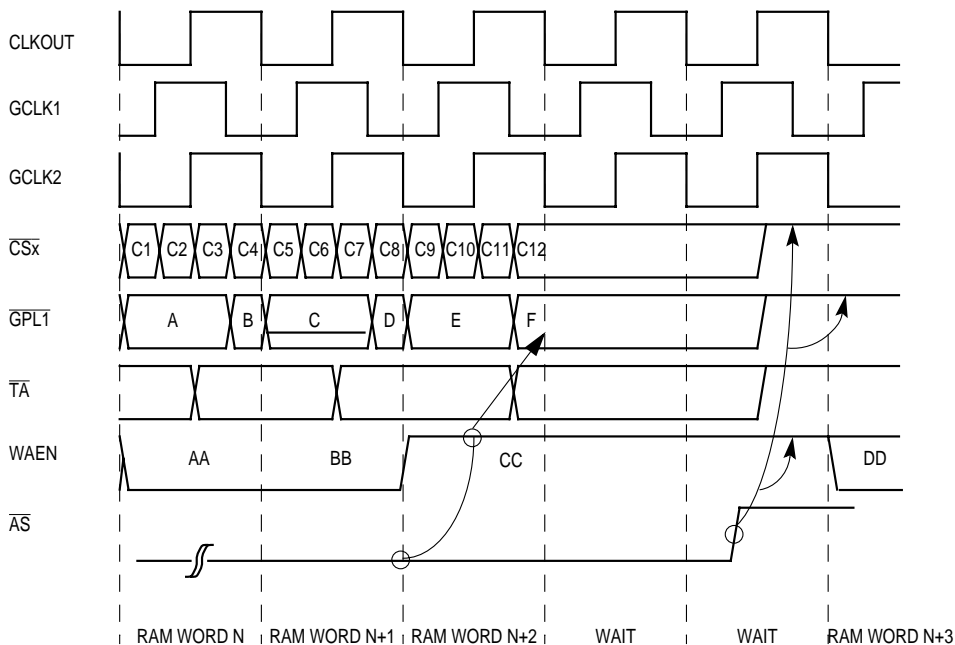 CLKOUT
GCLK1
GCLK2
CSx C1 C2 C3 C4 C5 C6 C7 C8 C9 C10 C11 C12
GPL1 A B C D E F
TA
WAEN AA BB CC DD
AS
RAM WORD N RAM WORD N+1 RAM WORD N+2 WAIT WAIT RAM WORD N+3